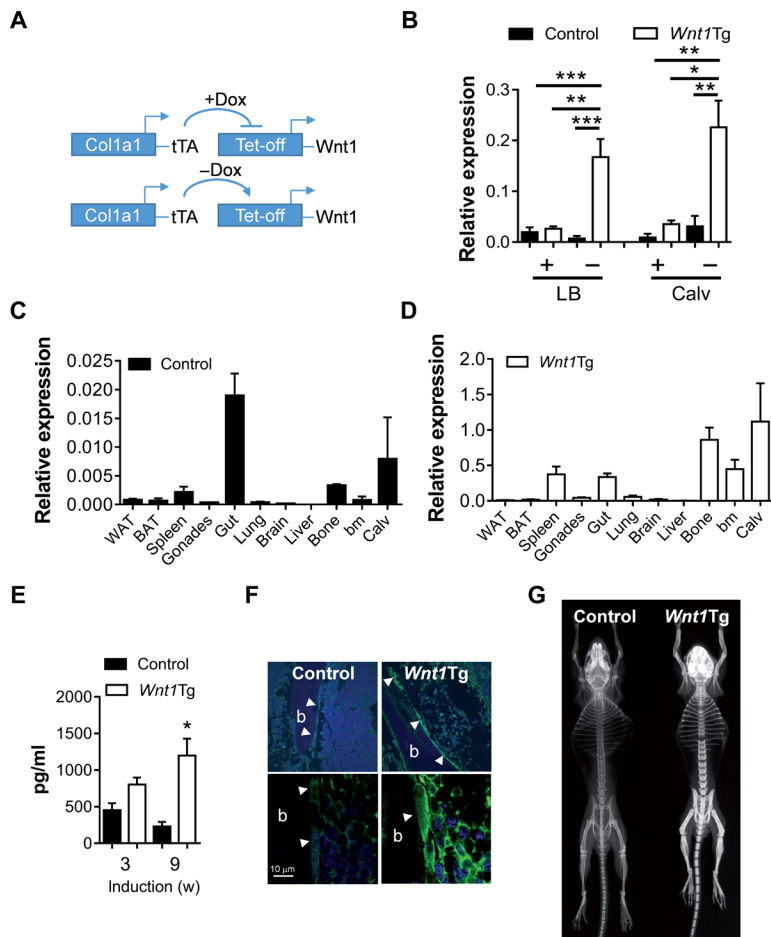 A
+Dox
Col1a1
tTA
Tet-off
Wnt1
–Dox
Col1a1
tTA
Tet-off
Wnt1
B
Control
Wnt1Tg
Relative expression
0.3
0.2
0.1
0.0
***
**
***
**
*
**
+
–
+
–
LB
Calv
C
Control
Relative expression
0.025
0.020
0.015
0.010
0.005
0.000
WAT
BAT
Spleen
Gonades
Gut
Lung
Brain
Liver
Bone
bm
Calv
D
Wnt1Tg
Relative expression
2.0
1.5
1.0
0.5
0.0
WAT
BAT
Spleen
Gonades
Gut
Lung
Brain
Liver
Bone
bm
Calv
E
Control
Wnt1Tg
pg/ml
2000
1500
1000
500
0
*
3
9
Induction (w)
F
Control
Wnt1Tg
b
b
b
b
10 μm
G
Control
Wnt1Tg